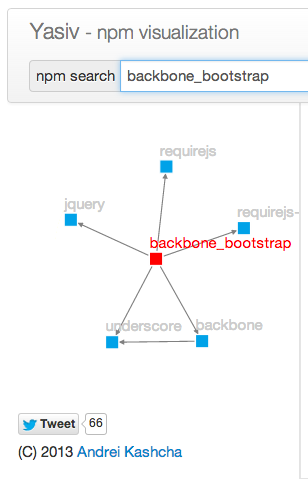 Yasiv - npm visualization
npm search backbone_bootstrap
requirejs
jquery
requirejs-
backbone_bootstrap
underscore
backbone
Tweet 66
(C) 2013 Andrei Kashcha